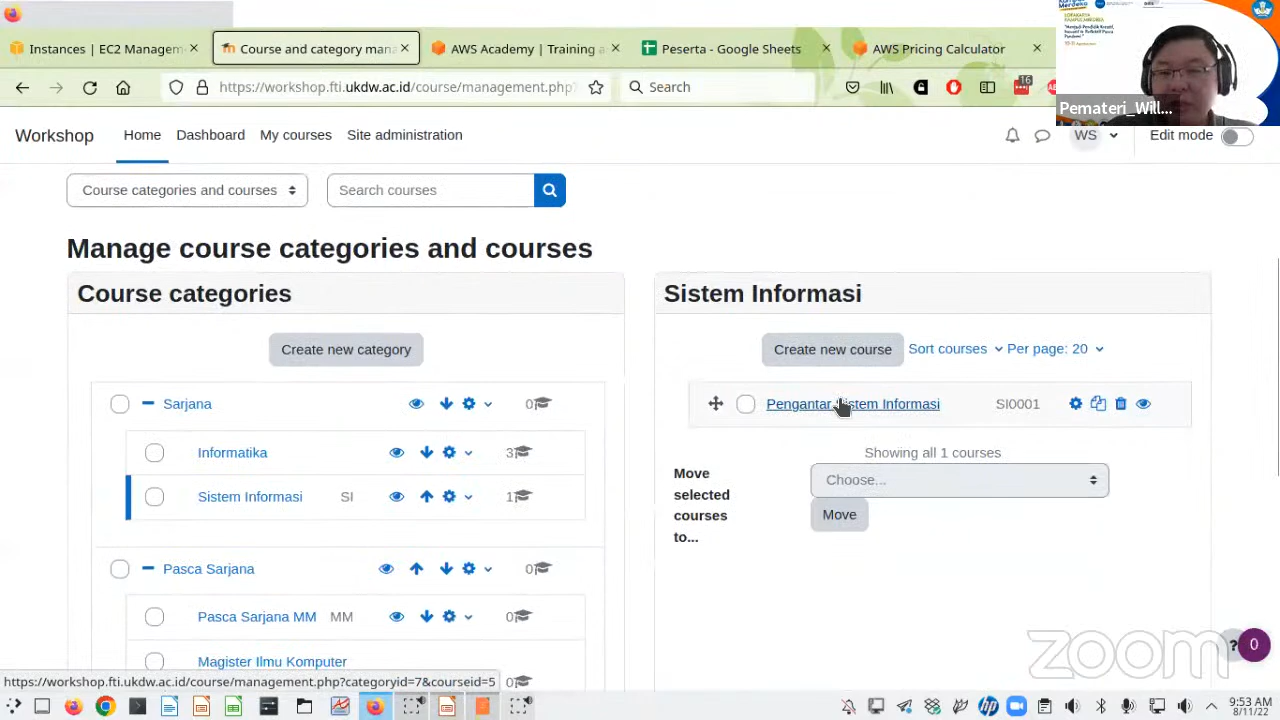 Instances | EC2 Managem
Course and category ma
AWS Academy Learning a
Peserta - Google Sheets
AWS Pricing Calculator
https://workshop.fti.ukdw.ac.id/course/management.php?
Search
16
Pemateri_Will...
Workshop
Home
Dashboard
My courses
Site administration
WS
Edit mode
Course categories and courses
Search courses
Manage course categories and courses
Course categories
Create new category
Sarjana
0
Informatika
3
Sistem Informasi
SI
1
Pasca Sarjana
0
Pasca Sarjana MM
MM
0
Magister Ilmu Komputer
0
Sistem Informasi
Create new course
Sort courses
Per page: 20
Pengantar Sistem Informasi
SI0001
Showing all 1 courses
Move
selected
courses
to...
Choose...
Move
zoom
?
0
https://workshop.fti.ukdw.ac.id/course/management.php?categoryid=7&courseid=5
9:53 AM
8/11/22